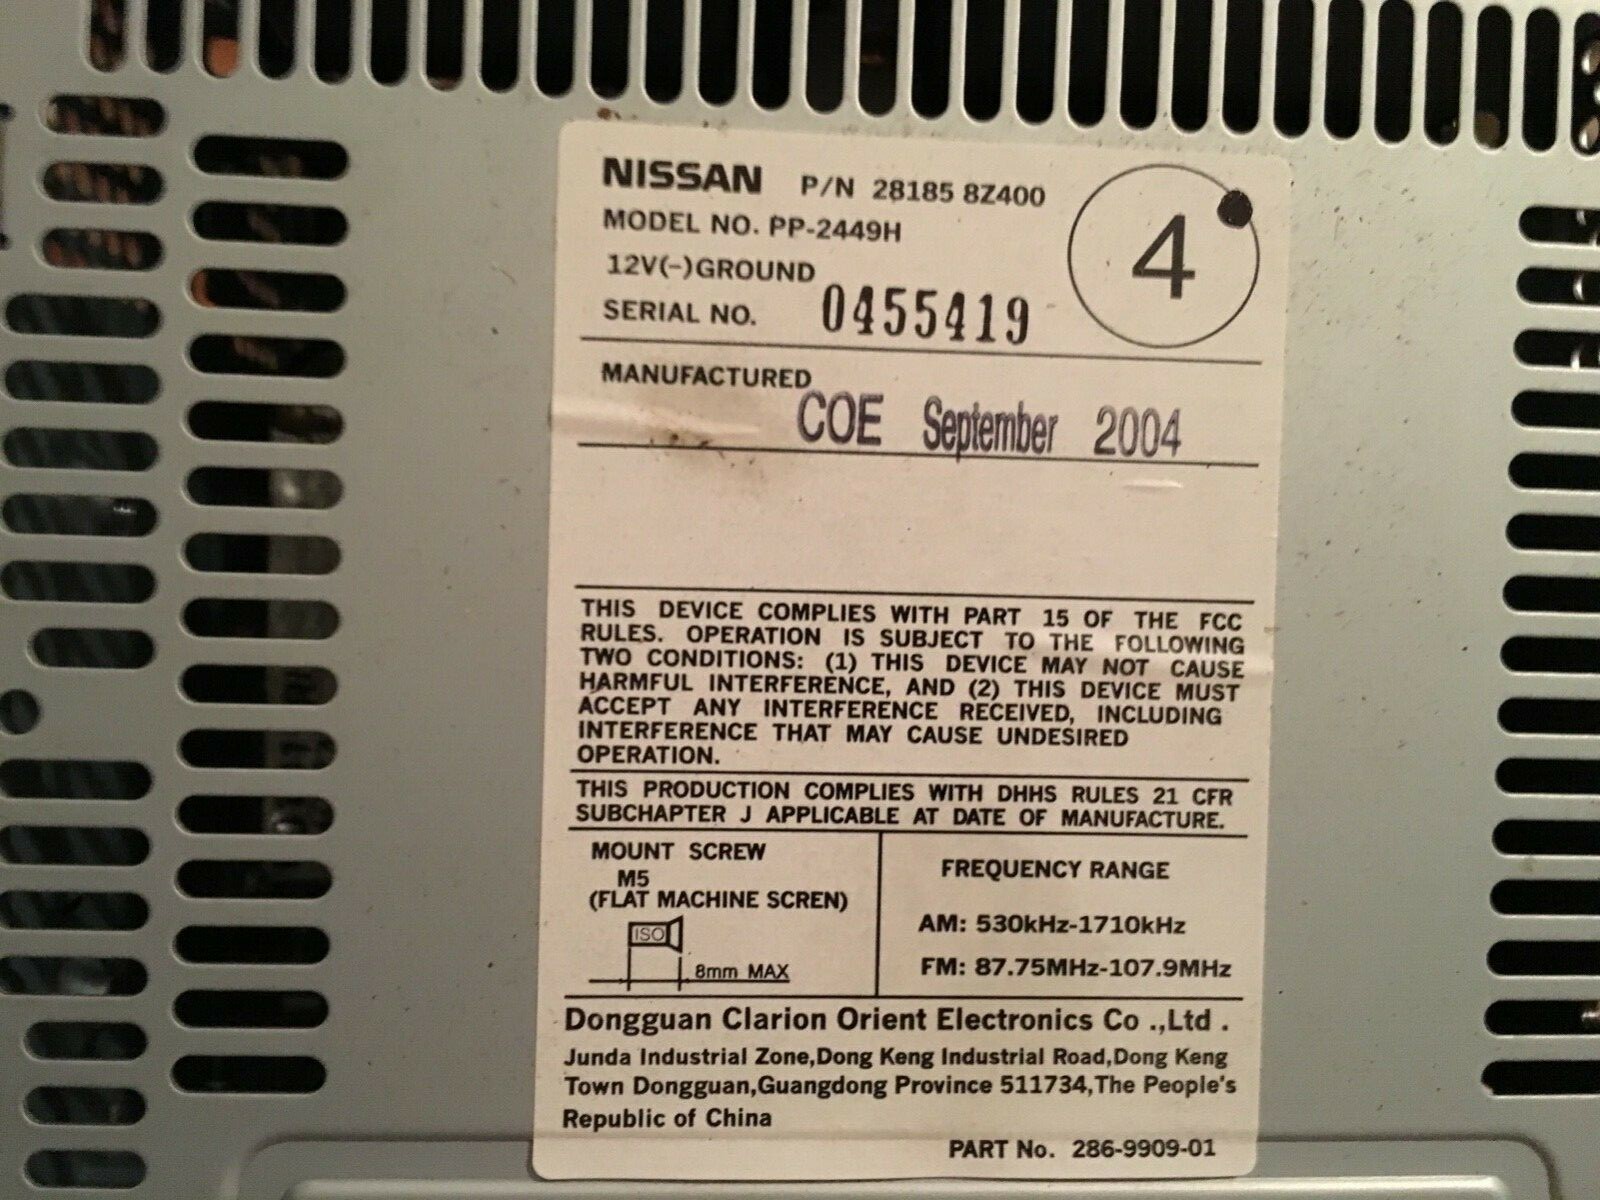 NISSAN P/N 28185 8Z400
4
MODEL NO. PP-2449H
12V(-)GROUND
SERIAL NO. 0455419
MANUFACTURED
COE September 2004
THIS DEVICE COMPLIES WITH PART 15 OF THE FCC
RULES. OPERATION IS SUBJECT TO THE FOLLOWING
TWO CONDITIONS: (1) THIS DEVICE MAY NOT CAUSE
HARMFUL INTERFERENCE, AND (2) THIS DEVICE MUST
ACCEPT ANY INTERFERENCE RECEIVED, INCLUDING
INTERFERENCE THAT MAY CAUSE UNDESIRED
OPERATION.
THIS PRODUCTION COMPLIES WITH DHHS RULES 21 CFR
SUBCHAPTER J APPLICABLE AT DATE OF MANUFACTURE.
MOUNT SCREW
M5
(FLAT MACHINE SCREN)
ISO
8mm MAX
FREQUENCY RANGE
AM: 530kHz-1710kHz
FM: 87.75MHz-107.9MHz
Dongguan Clarion Orient Electronics Co .,Ltd .
Junda Industrial Zone,Dong Keng Industrial Road,Dong Keng
Town Dongguan,Guangdong Province 511734,The People's
Republic of China
PART No. 286-9909-01